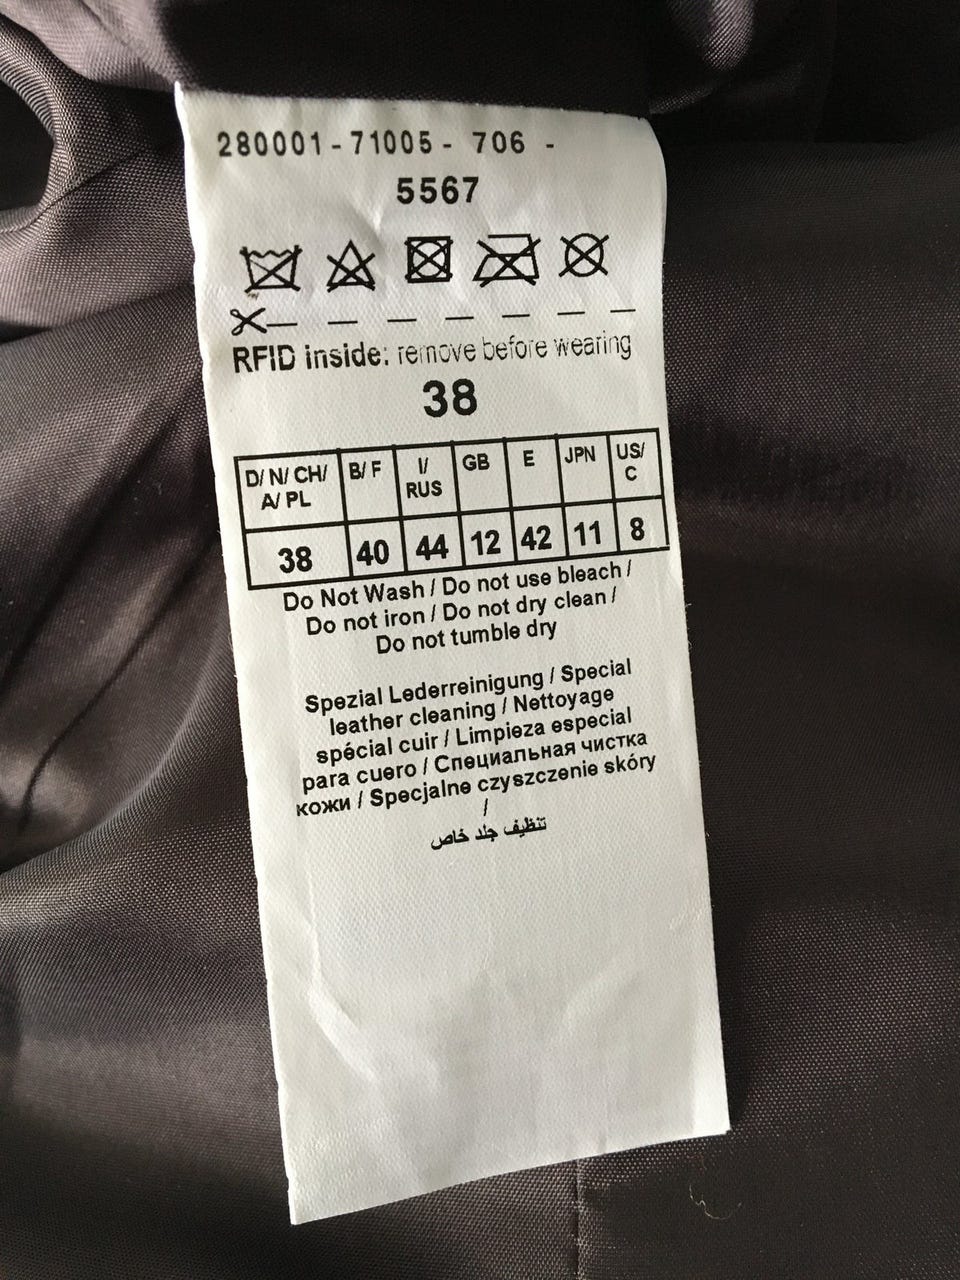 280001-71005- 706 -
5567
RFID inside: remove before wearing
38
D/ N/ CH/ A/ PL
B/ F
I/ RUS
GB
E
JPN
US/ C
38 40 44 12 42 11 8
Do Not Wash / Do not use bleach /
Do not iron / Do not dry clean /
Do not tumble dry
Spezial Lederreinigung / Special
leather cleaning / Nettoyage
spécial cuir / Limpieza especial
para cuero / Специальная чистка
кожи / Specjalne czyszczenie skóry
/
تنظيف جلد خاص